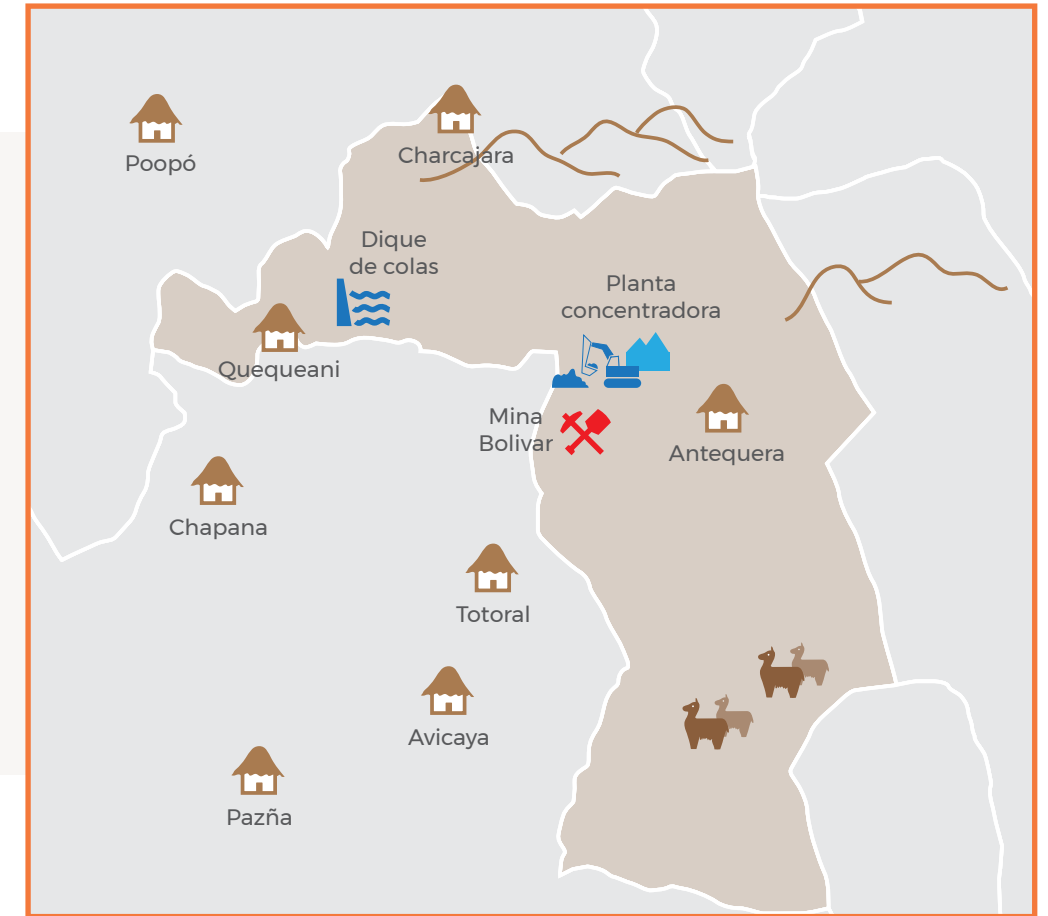 Poopó
Charcajara
Dique
de colas
Planta
concentradora
Quequeani
Mina
Bolivar
Antequera
Chapana
Totoral
Avicaya
Pazña